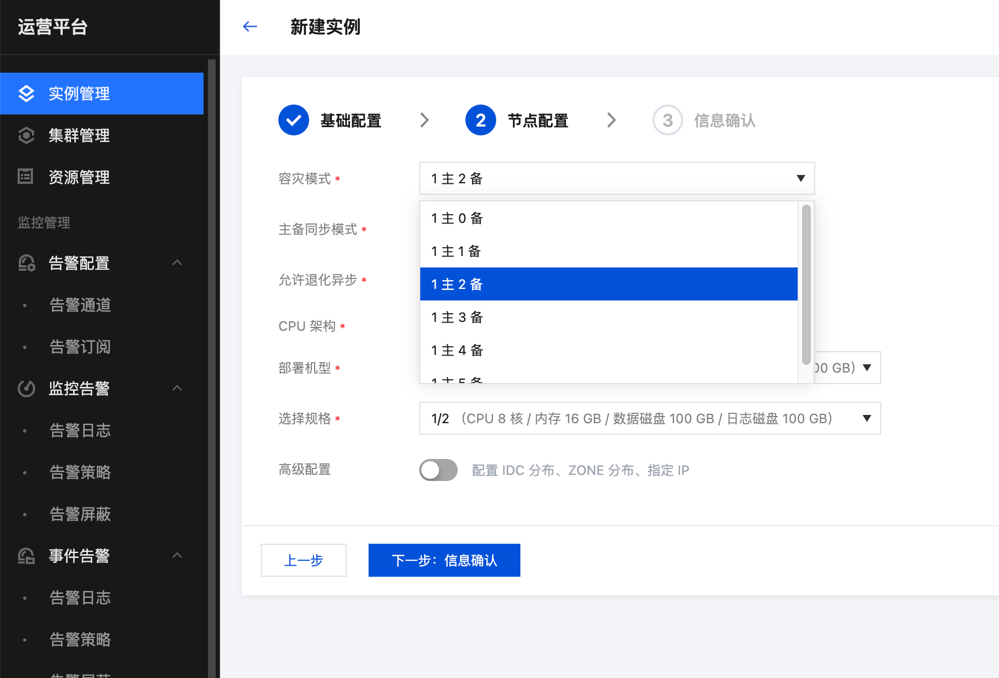 运营平台
实例管理
集群管理
资源管理
监控管理
告警配置
告警通道
告警订阅
监控告警
告警日志
告警策略
告警屏蔽
事件告警
告警日志
告警策略
告警屏蔽
新建实例
基础配置
2 节点配置
3 信息确认
容灾模式 *
1 主 2 备
1 主 0 备
1 主 1 备
1 主 2 备
1 主 3 备
1 主 4 备
1 主 5 备
主备同步模式 *
允许退化异步 *
CPU 架构 *
部署机型 *
00 GB)
选择规格 *
1/2 (CPU 8 核 / 内存 16 GB / 数据磁盘 100 GB / 日志磁盘 100 GB)
高级配置
配置 IDC 分布、ZONE 分布、指定 IP
上一步
下一步：信息确认